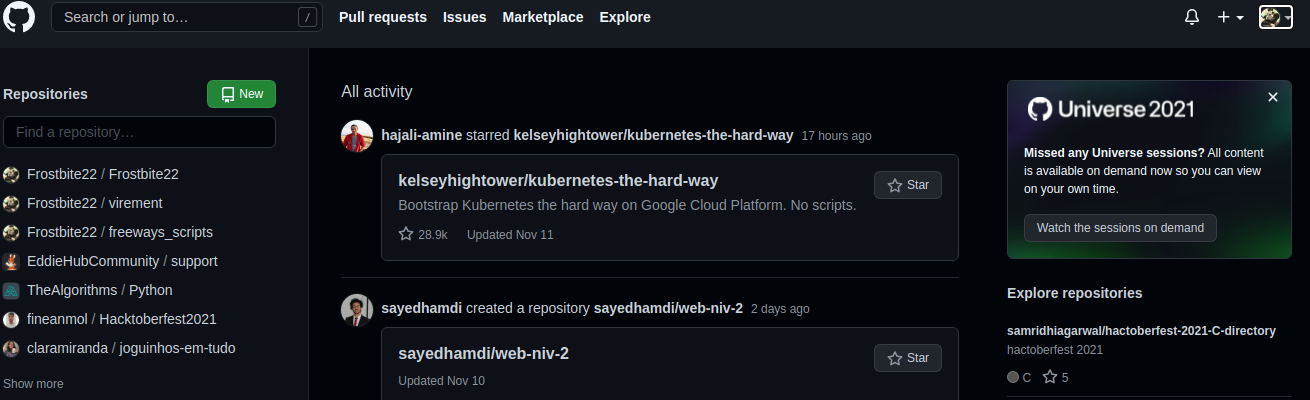 Search or jump to… /
Pull requests Issues Marketplace Explore
Repositories
New
Find a repository…
Frostbite22 / Frostbite22
Frostbite22 / virement
Frostbite22 / freeways_scripts
EddieHubCommunity / support
TheAlgorithms / Python
fineanmol / Hacktoberfest2021
claramiranda / joguinhos-em-tudo
Show more
All activity
hajali-amine starred kelseyhightower/kubernetes-the-hard-way 17 hours ago
kelseyhightower/kubernetes-the-hard-way
Star
Bootstrap Kubernetes the hard way on Google Cloud Platform. No scripts.
28.9k Updated Nov 11
sayedhamdi created a repository sayedhamdi/web-niv-2 2 days ago
sayedhamdi/web-niv-2
Star
Updated Nov 10
Universe 2021
Missed any Universe sessions? All content
is available on demand now so you can view
on your own time.
Watch the sessions on demand
Explore repositories
samridhiagarwal/hactoberfest-2021-C-directory
hactoberfest 2021
C 5